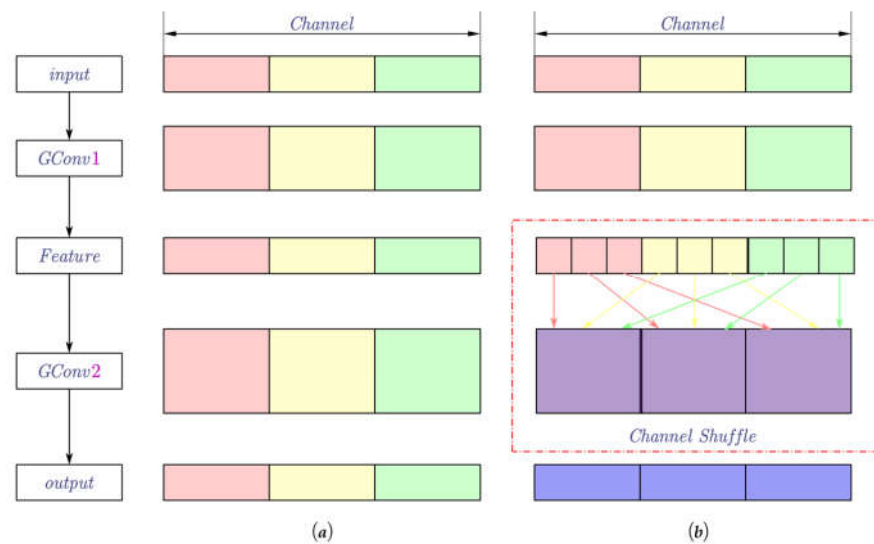 Channel
Channel
input
GConv1
Feature
GConv2
Channel Shuffle
output
(a)
(b)